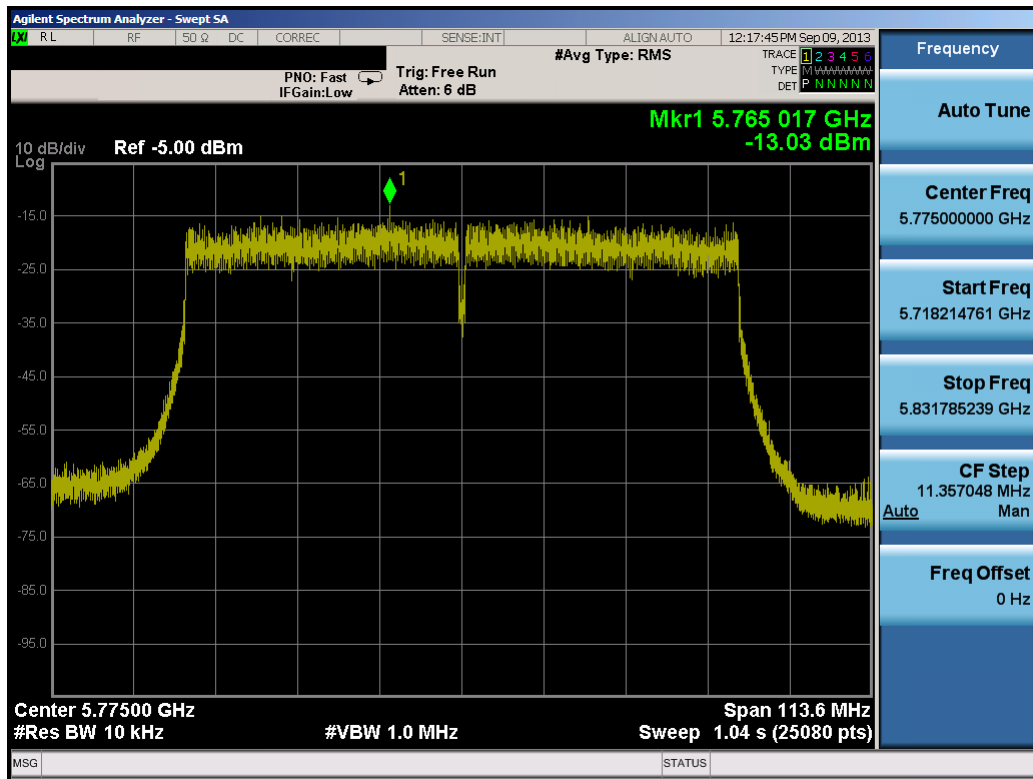 Agilent Spectrum Analyzer - Swept SA
LXI RL RF 50 Ω DC CORREC SENSE:INT ALIGN AUTO 12:17:45 PM Sep 09, 2013
#Avg Type: RMS
TRACE 1 2 3 4 5 6
PNO: Fast Trig: Free Run
TYPE M WWWWW
IFGain:Low Atten: 6 dB
DET P N N N N N
Mkr1 5.765 017 GHz
-13.03 dBm
10 dB/div Ref -5.00 dBm
Log
1
-15.0
-25.0
-35.0
-45.0
-55.0
-65.0
-75.0
-85.0
-95.0
Center 5.77500 GHz Span 113.6 MHz
#Res BW 10 kHz #VBW 1.0 MHz Sweep 1.04 s (25080 pts)
MSG STATUS
Frequency
Auto Tune
Center Freq
5.775000000 GHz
Start Freq
5.718214761 GHz
Stop Freq
5.831785239 GHz
CF Step
11.357048 MHz
Auto Man
Freq Offset
0 Hz